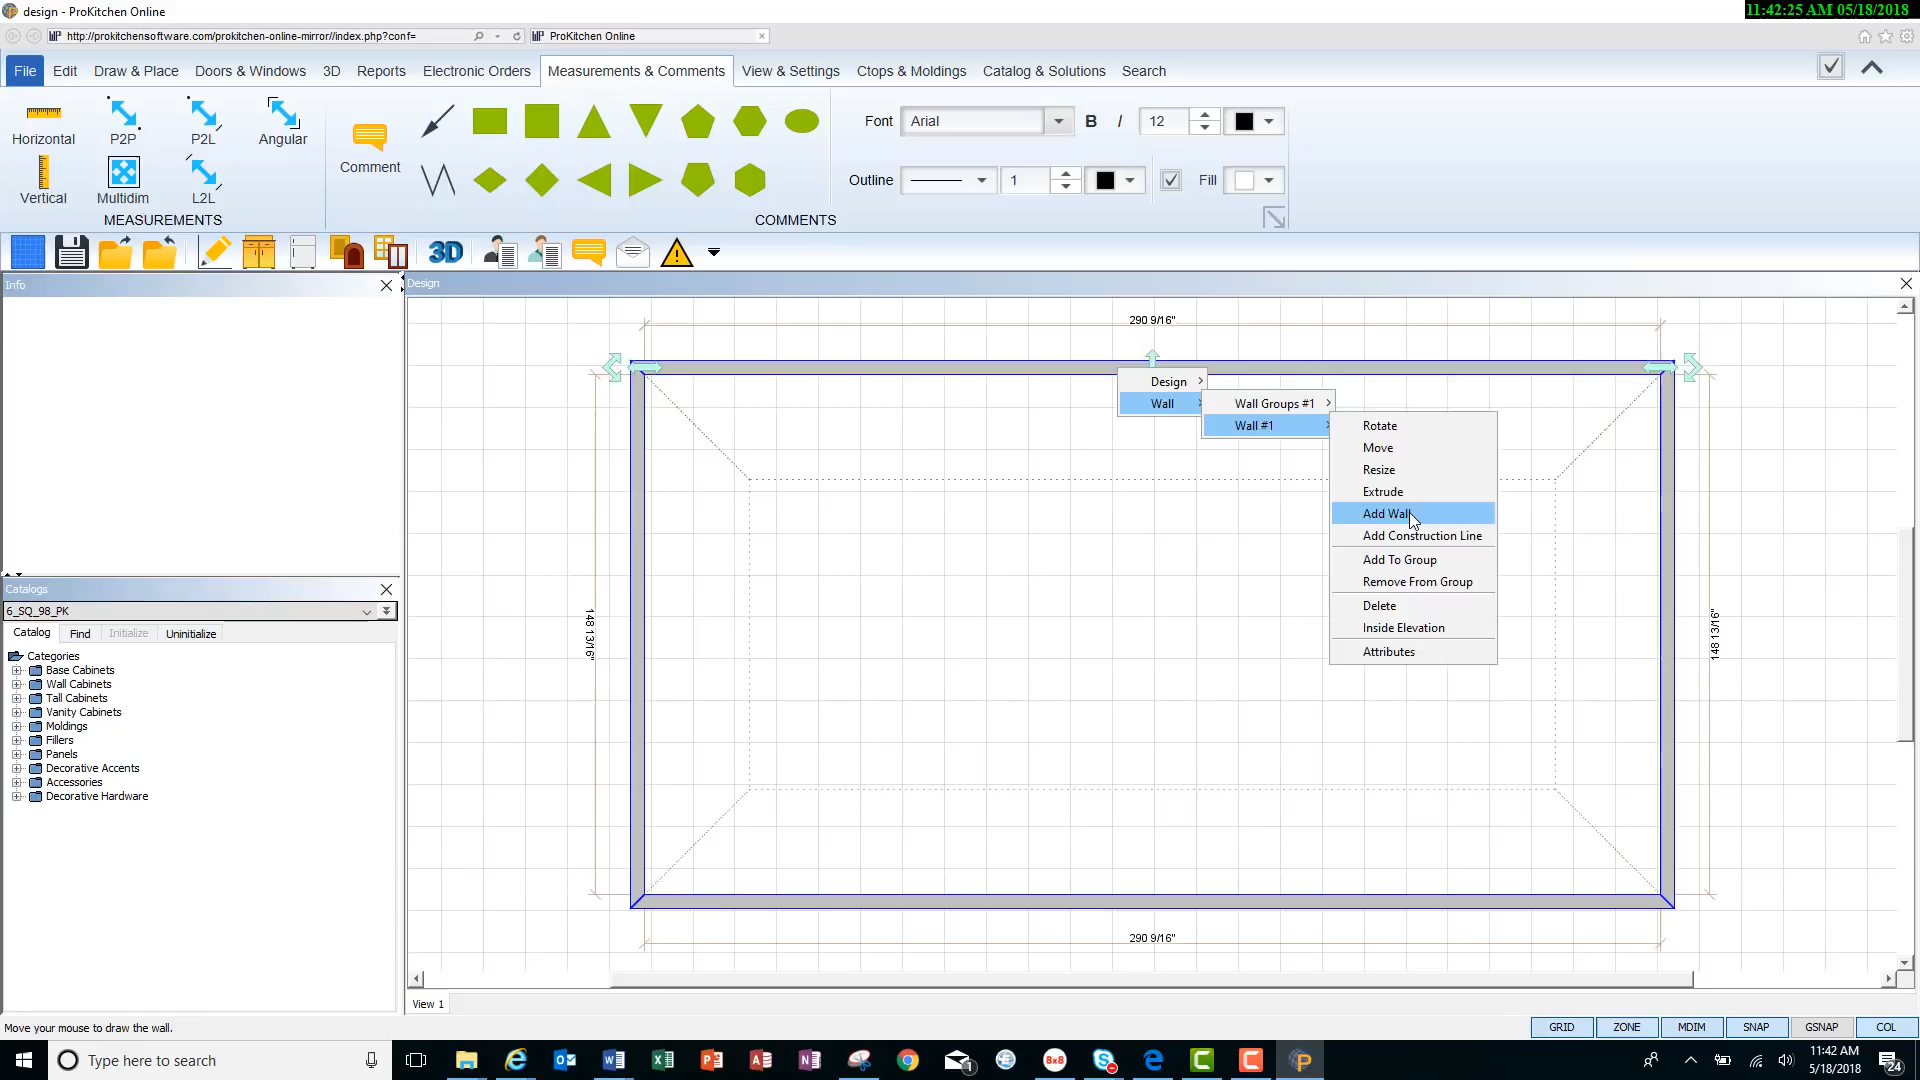 design - ProKitchen Online
11:42:25 AM 05/18/2018
http://prokitchensoftware.com/prokitchen-online-mirror//index.php?conf=
ProKitchen Online
File Edit Draw & Place Doors & Windows 3D Reports Electronic Orders Measurements & Comments View & Settings Ctops & Moldings Catalog & Solutions Search
Horizontal P2P P2L Angular
Comment
Font Arial B I 12
Vertical Multidim L2L
Outline 1 Fill
MEASUREMENTS
COMMENTS
3D
Info
Design
290 9/16"
148 13/16"
148 13/16"
290 9/16"
Design
Wall
Wall Groups #1
Wall #1
Rotate
Move
Resize
Extrude
Add Wall
Add Construction Line
Add To Group
Remove From Group
Delete
Inside Elevation
Attributes
Catalogs
6_SQ_98_PK
Catalog Find Initialize Uninitialize
Categories
Base Cabinets
Wall Cabinets
Tall Cabinets
Vanity Cabinets
Moldings
Fillers
Panels
Decorative Accents
Accessories
Decorative Hardware
View 1
Move your mouse to draw the wall.
GRID ZONE MDIM SNAP GSNAP COL
Type here to search
8x8
1
11:42 AM
5/18/2018
24